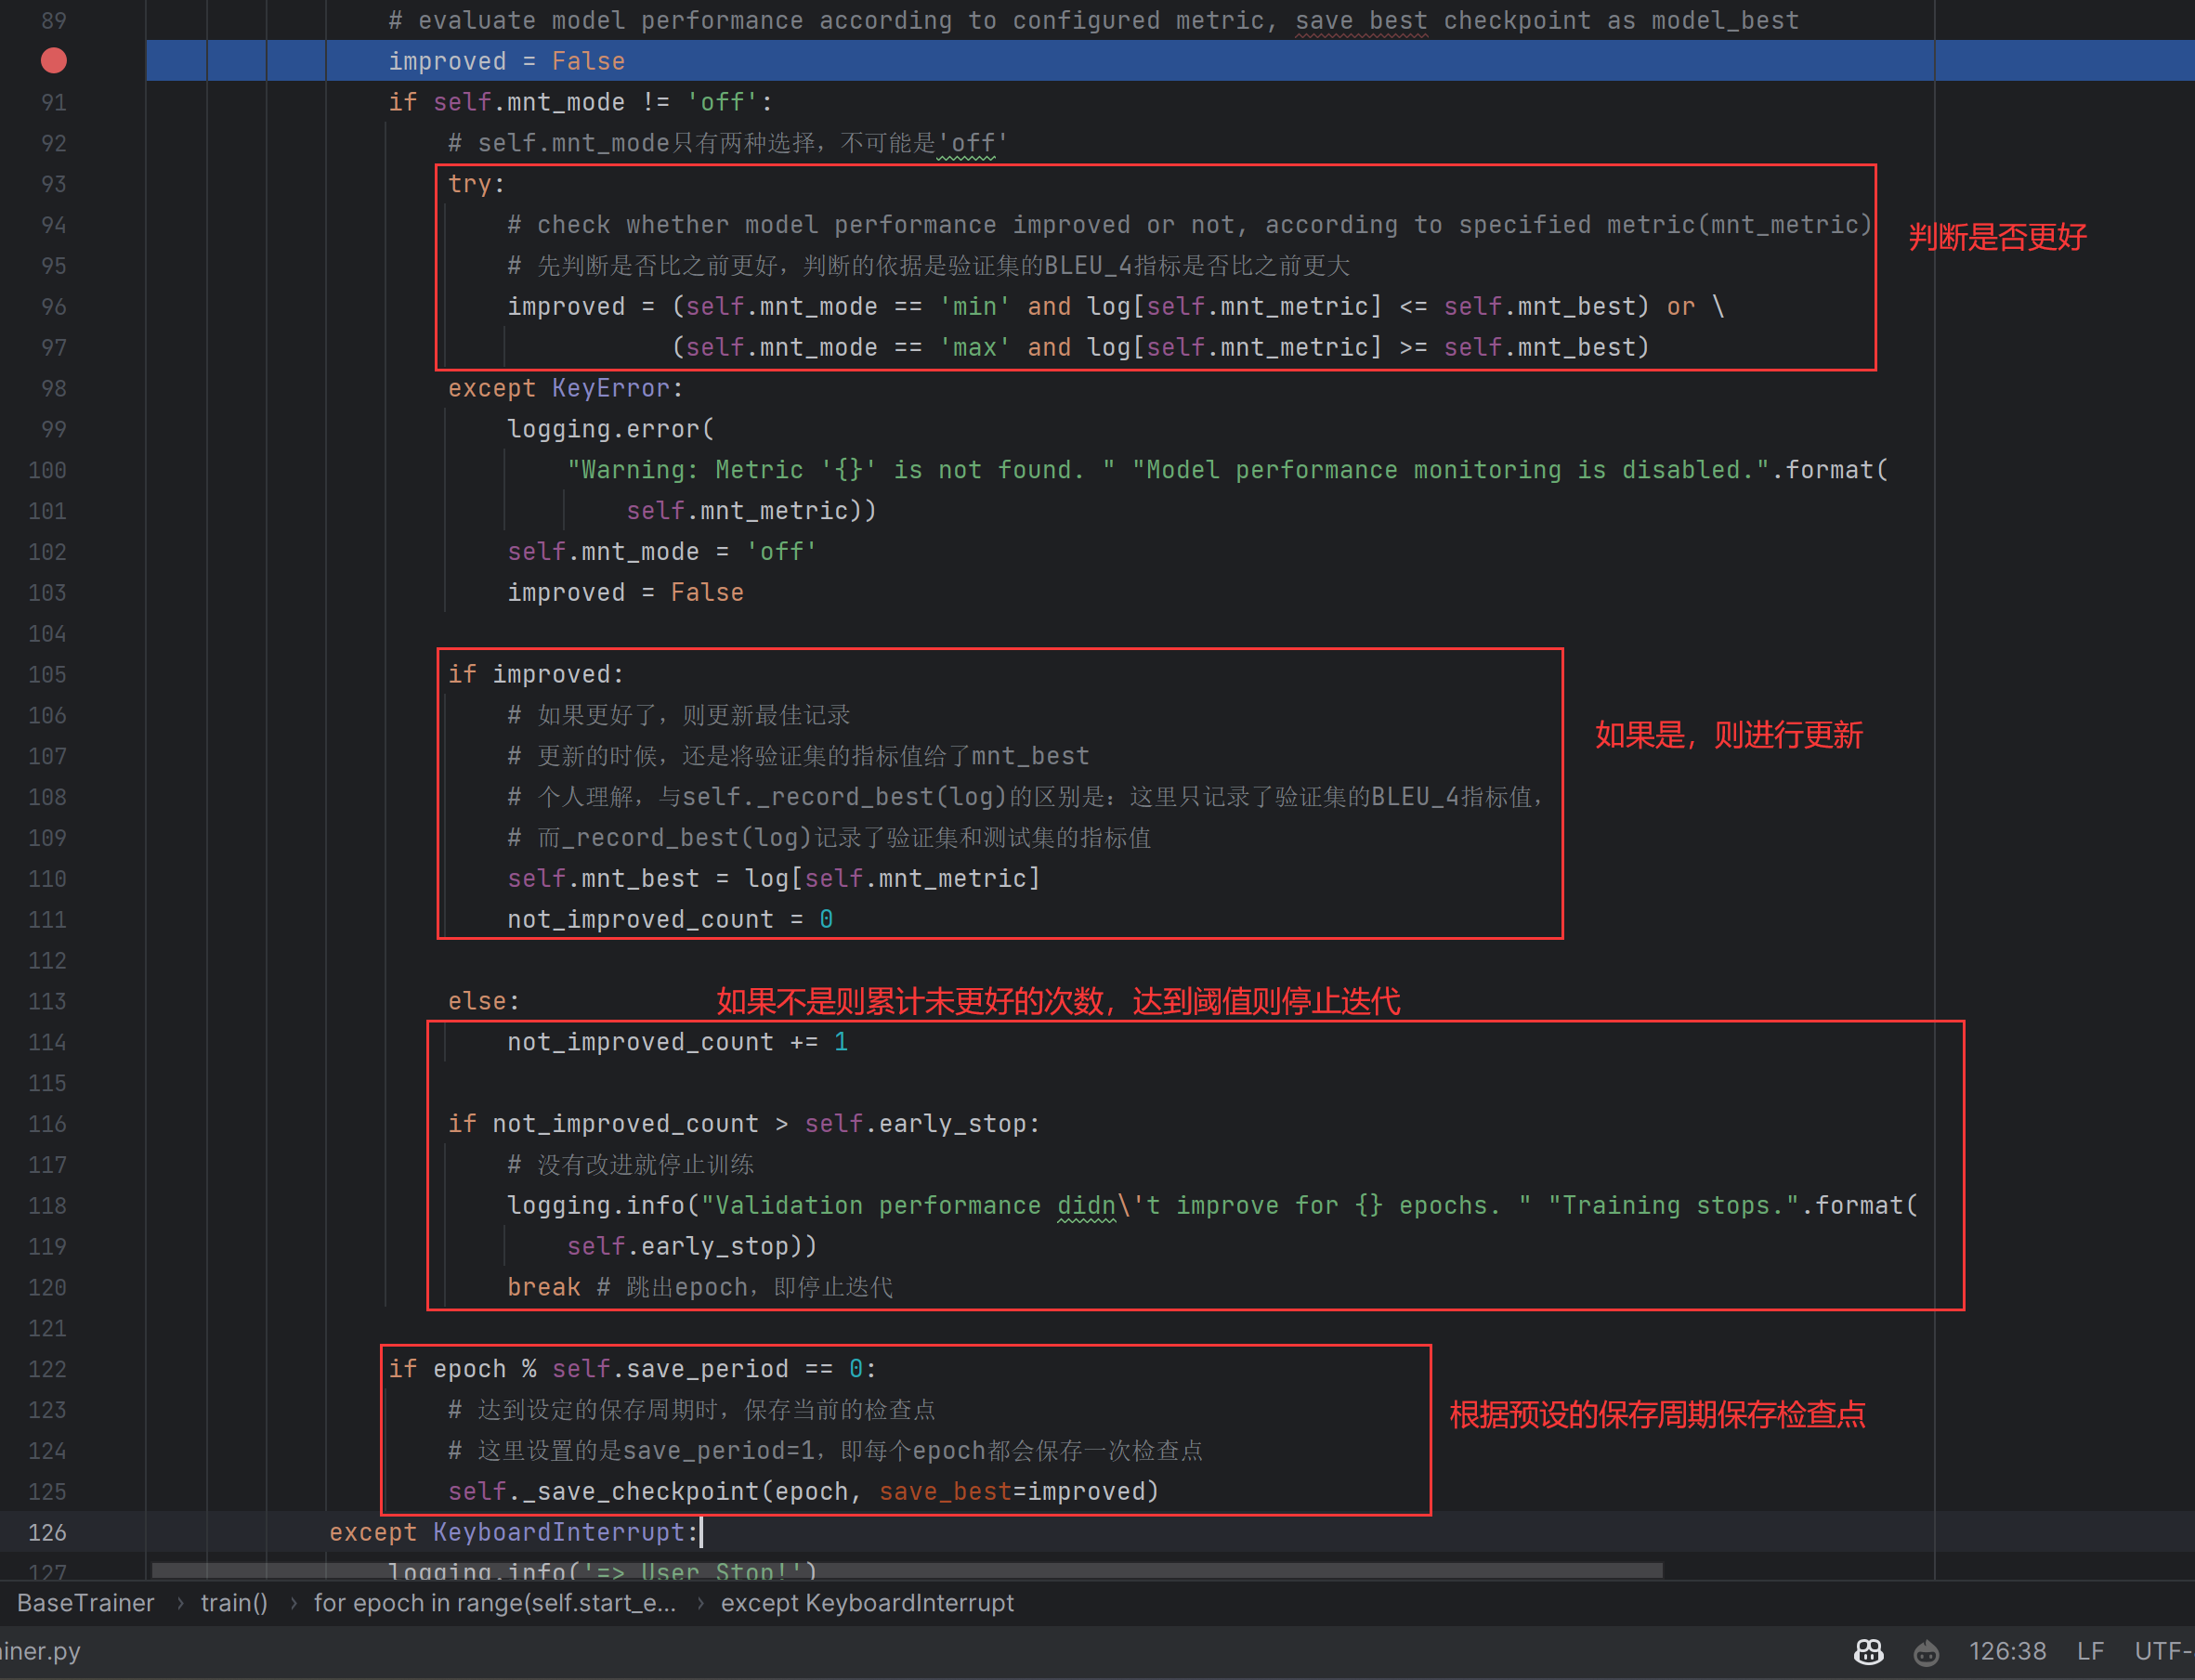 89 # evaluate model performance according to configured metric, save best checkpoint as model_best
improved = False
91 if self.mnt_mode != 'off':
92 # self.mnt_mode只有两种选择，不可能是'off'
93 try:
94 # check whether model performance improved or not, according to specified metric(mnt_metric)
判断是否更好
95 # 先判断是否比之前更好，判断的依据是验证集的BLEU_4指标是否比之前更大
96 improved = (self.mnt_mode == 'min' and log[self.mnt_metric] <= self.mnt_best) or \
97 (self.mnt_mode == 'max' and log[self.mnt_metric] >= self.mnt_best)
98 except KeyError:
99 logging.error(
100 "Warning: Metric '{}' is not found. " "Model performance monitoring is disabled.".format(
101 self.mnt_metric))
102 self.mnt_mode = 'off'
103 improved = False
104
105 if improved:
106 # 如果更好了，则更新最佳记录
如果是，则进行更新
107 # 更新的时候，还是将验证集的指标值给了mnt_best
108 # 个人理解，与self._record_best(log)的区别是：这里只记录了验证集的BLEU_4指标值，
109 # 而_record_best(log)记录了验证集和测试集的指标值
110 self.mnt_best = log[self.mnt_metric]
111 not_improved_count = 0
112
113 else:
如果不是则累计未更好的次数，达到阈值则停止迭代
114 not_improved_count += 1
115
116 if not_improved_count > self.early_stop:
117 # 没有改进就停止训练
118 logging.info("Validation performance didn\'t improve for {} epochs. " "Training stops.".format(
119 self.early_stop))
120 break # 跳出epoch，即停止迭代
121
122 if epoch % self.save_period == 0:
123 # 达到设定的保存周期时，保存当前的检查点
根据预设的保存周期保存检查点
124 # 这里设置的是save_period=1，即每个epoch都会保存一次检查点
125 self._save_checkpoint(epoch, save_best=improved)
126 except KeyboardInterrupt:
127 logging.info('=> User Stop!')
BaseTrainer › train() › for epoch in range(self.start_e... › except KeyboardInterrupt
iner.py 126:38 LF UTF-